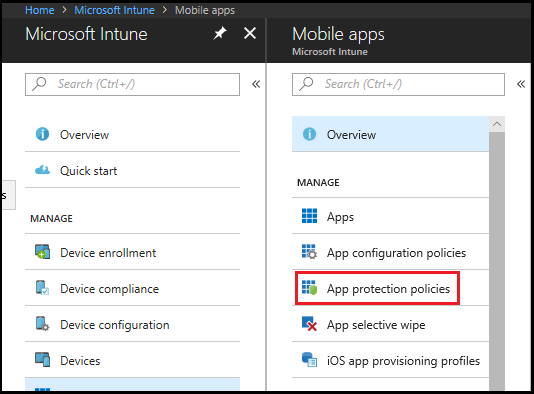 Home > Microsoft Intune > Mobile apps
Microsoft Intune
Search (Ctrl+/)
Overview
Quick start
MANAGE
Device enrollment
Device compliance
Device configuration
Devices
s
Mobile apps
Microsoft Intune
Search (Ctrl+/)
Overview
MANAGE
Apps
App configuration policies
App protection policies
App selective wipe
iOS app provisioning profiles